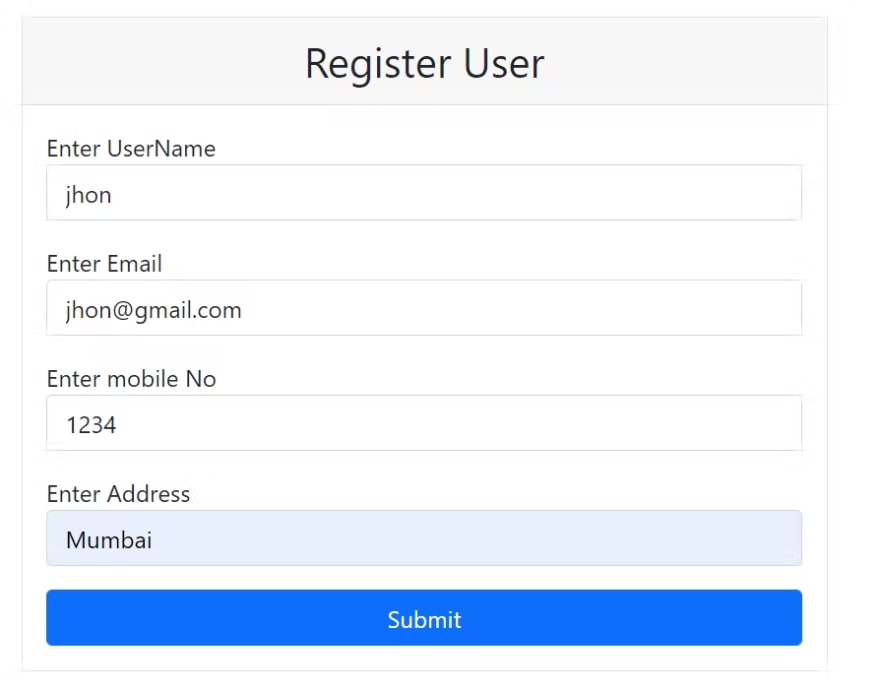 Register User
Enter UserName
jhon
Enter Email
jhon@gmail.com
Enter mobile No
1234
Enter Address
Mumbai
Submit